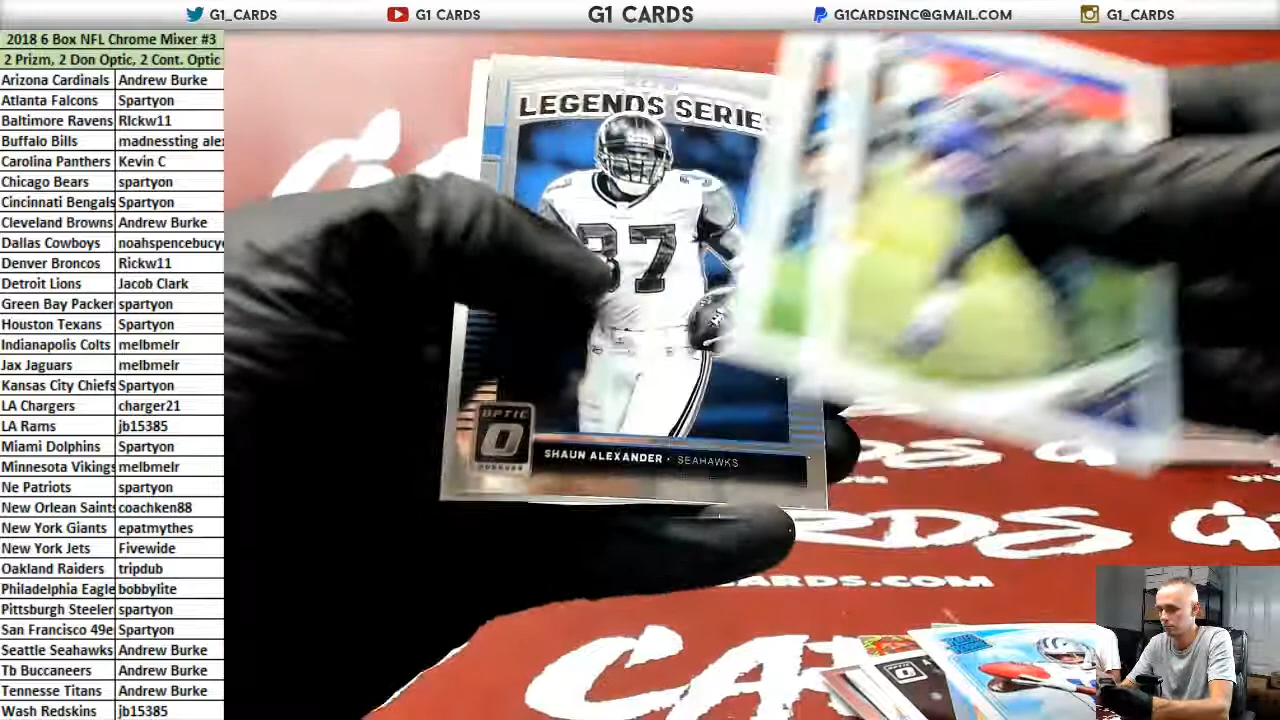 G1_CARDS
G1 CARDS
G1 CARDS
G1CARDSINC@GMAIL.COM
G1_CARDS
2018 6 Box NFL Chrome Mixer #3
2 Prizm, 2 Don Optic, 2 Cont. Optic
Arizona Cardinals Andrew Burke
Atlanta Falcons Spartyon
Baltimore Ravens RIckw11
Buffalo Bills madnessting ale
Carolina Panthers Kevin C
Chicago Bears spartyon
Cincinnati Bengals Spartyon
Cleveland Browns Andrew Burke
Dallas Cowboys noahspencebucy
Denver Broncos Rickw11
Detroit Lions Jacob Clark
Green Bay Packer spartyon
Houston Texans Spartyon
Indianapolis Colts melbmelr
Jax Jaguars melbmelr
Kansas City Chiefs Spartyon
LA Chargers charger21
LA Rams jb15385
Miami Dolphins Spartyon
Minnesota Vikings melbmelr
Ne Patriots spartyon
New Orlean Saints coachken88
New York Giants epatmythes
New York Jets Fivewide
Oakland Raiders tripdub
Philadelphia Eagle bobbylite
Pittsburgh Steeler spartyon
San Francisco 49e Spartyon
Seattle Seahawks Andrew Burke
Tb Buccaneers Andrew Burke
Tennesse Titans Andrew Burke
Wash Redskins jb15385
LEGENDS SERIE
37
OPTIC
SHAUN ALEXANDER · SEAHAWKS
RDS
G
ARDS.COM
CA